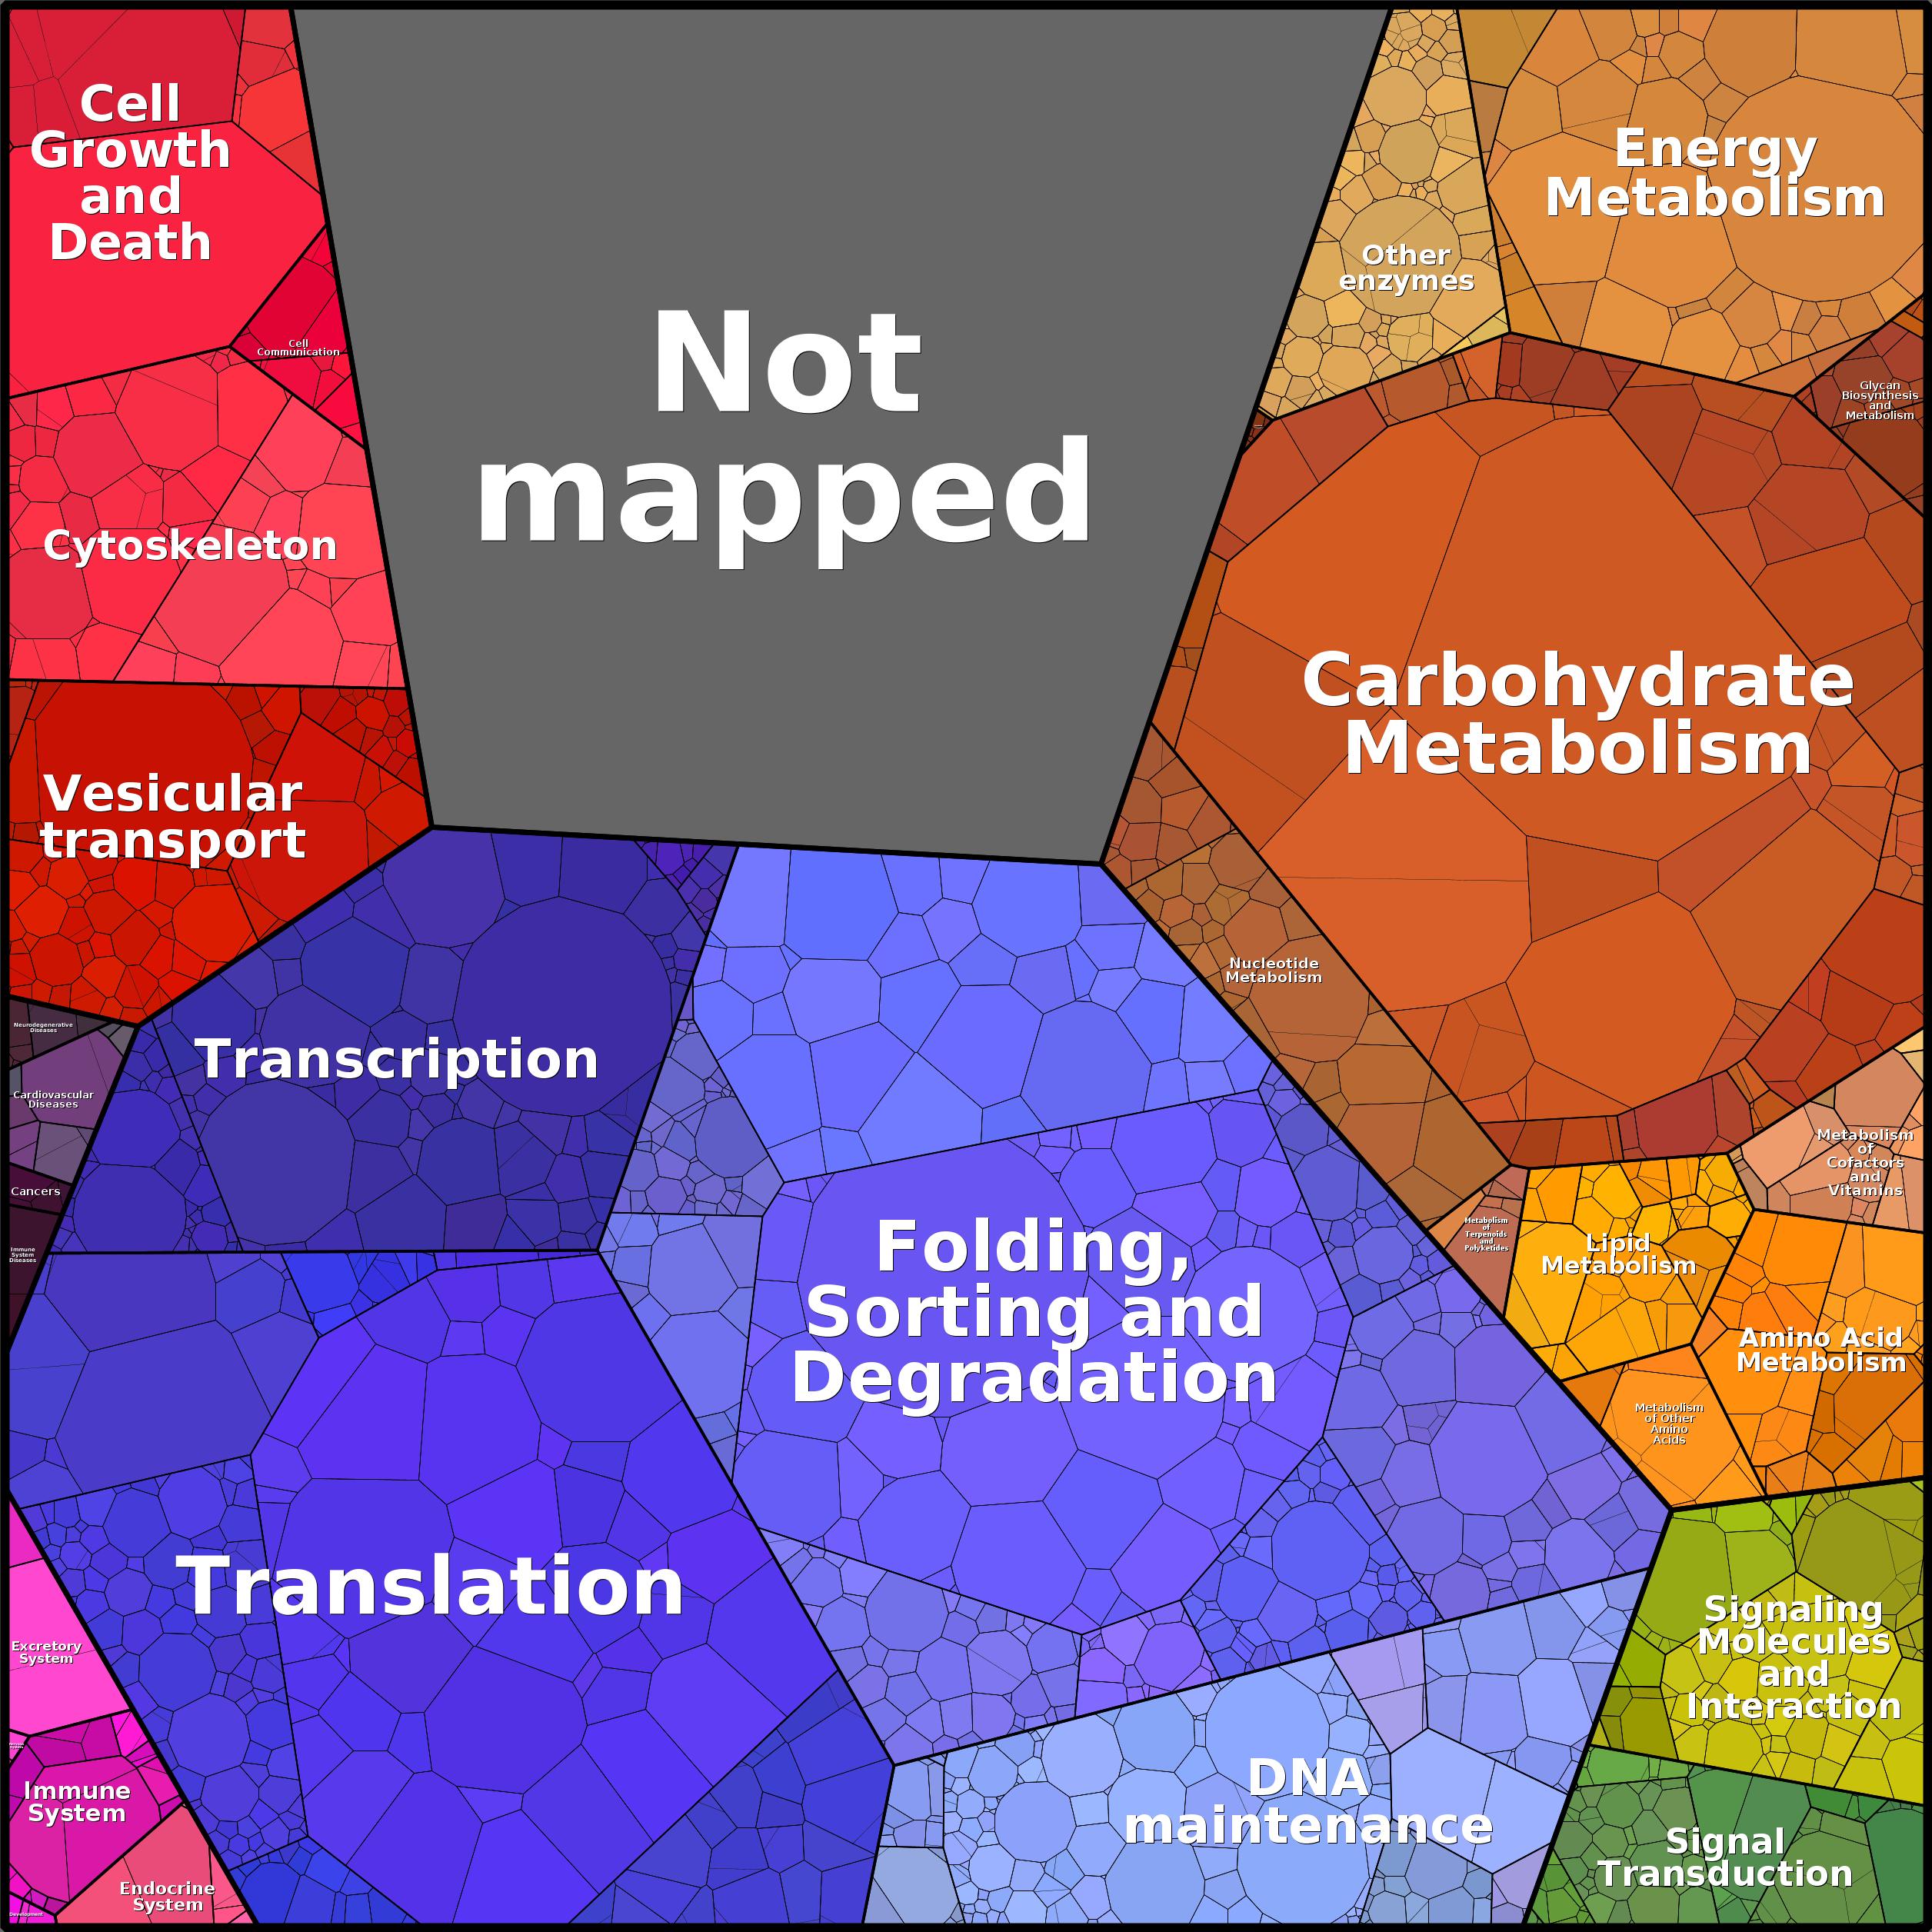 Cell
Growth
and
Death
Not
mapped
Other
enzymes
Energy
Metabolism
Cell
Communication
Glycan
Biosynthesis
and
Metabolism
Cytoskeleton
Carbohydrate
Metabolism
Vesicular
transport
Nucleotide
Metabolism
Neurodegenerative
Diseases
Transcription
Cardiovascular
Diseases
Cancers
Immune
System
Diseases
Metabolism
of
Cofactors
and
Vitamins
Metabolism
of
Terpenoids
and
Polyketides
Lipid
Metabolism
Folding,
Sorting and
Degradation
Amino Acid
Metabolism
Metabolism
of Other
Amino
Acids
Translation
Excretory
System
Signaling
Molecules
and
Interaction
Immune
System
DNA
maintenance
Signal
Transduction
Endocrine
System
Development